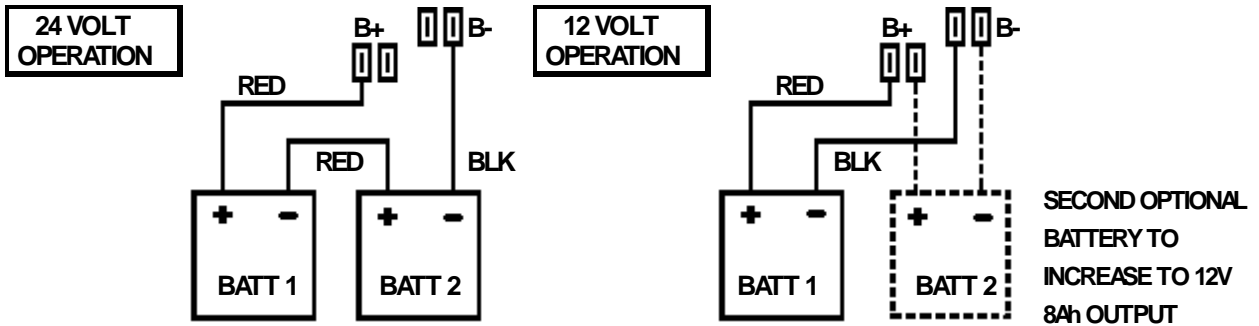 24 VOLT
OPERATION
B+
B-
RED
RED
BLK
+ -
+ -
BATT 1
BATT 2
12 VOLT
OPERATION
B+
B-
RED
BLK
+ -
+ -
BATT 1
BATT 2
SECOND OPTIONAL
BATTERY TO
INCREASE TO 12V
8Ah OUTPUT